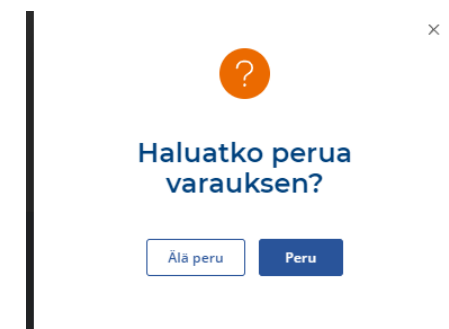 ?
Haluatko perua
varauksen?
Älä peru
Peru